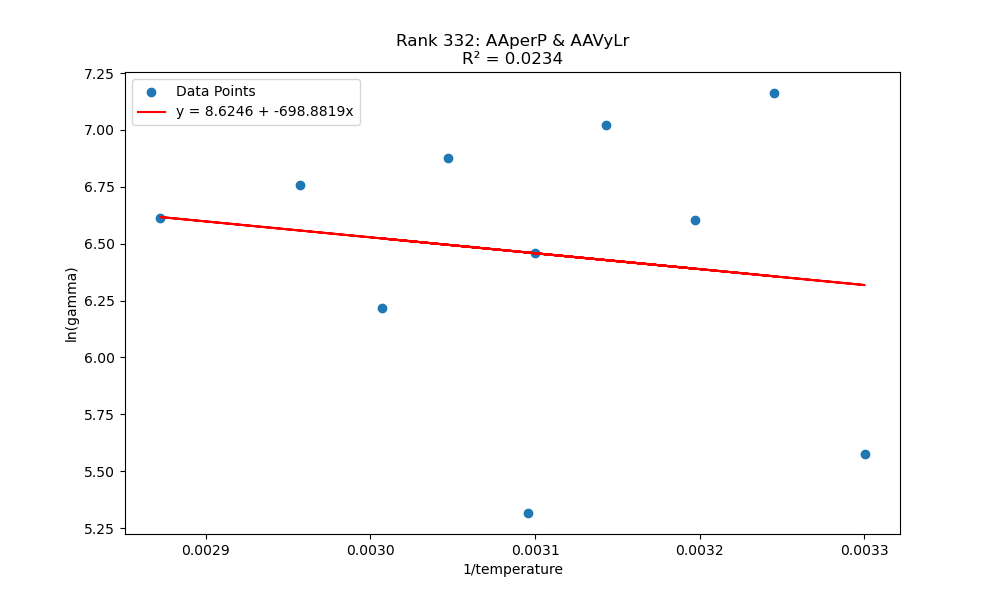 Rank 332: AAperP & AAVyLr
R² = 0.0234
Data Points
y = 8.6246 + -698.8819x
7.25
7.00
6.75
6.50
6.25
6.00
5.75
5.50
5.25
ln(gamma)
0.0029 0.0030 0.0031 0.0032 0.0033
1/temperature